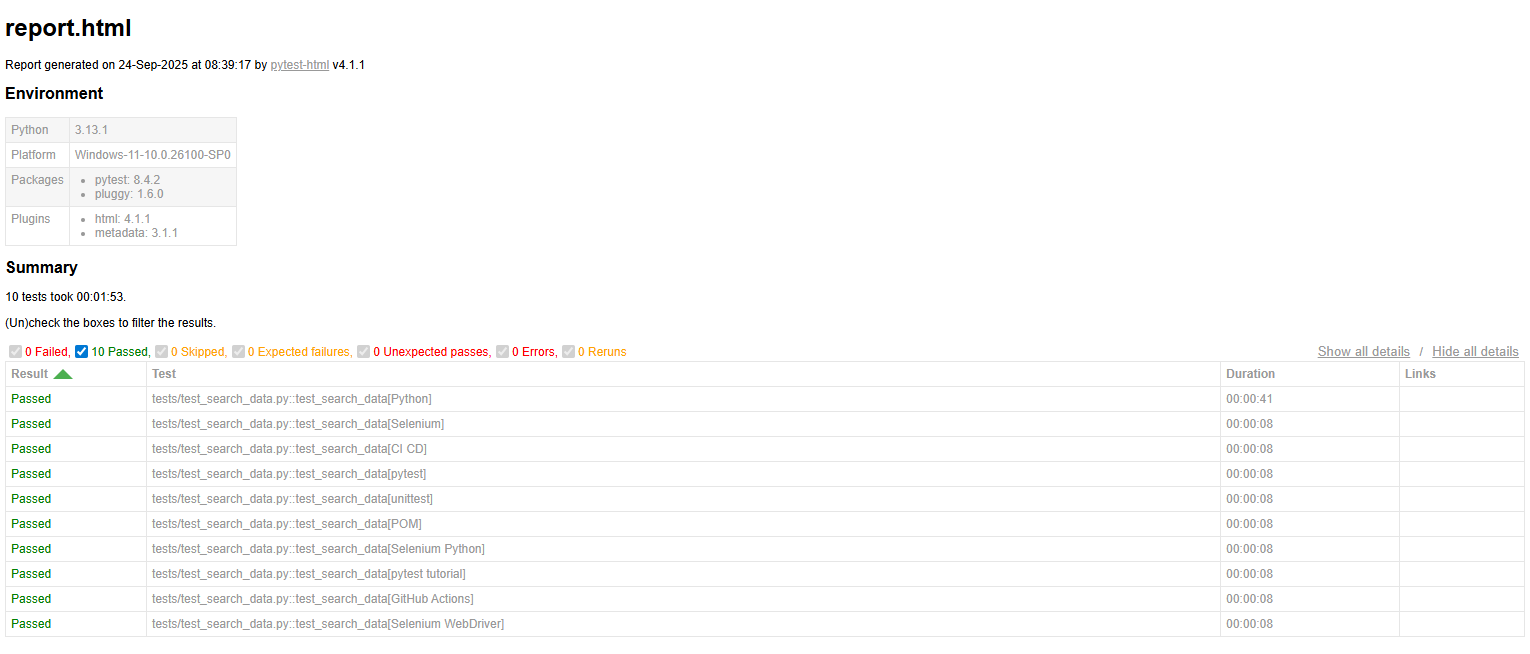 report.html
Report generated on 24-Sep-2025 at 08:39:17 by pytest-html v4.1.1
Environment
Python 3.13.1
Platform Windows-11-10.0.26100-SP0
Packages pytest: 8.4.2
pluggy: 1.6.0
Plugins html: 4.1.1
metadata: 3.1.1
Summary
10 tests took 00:01:53.
(Un)check the boxes to filter the results.
0 Failed, 10 Passed, 0 Skipped, 0 Expected failures, 0 Unexpected passes, 0 Errors, 0 Reruns Show all details / Hide all details
Result Test Duration Links
Passed tests/test_search_data.py::test_search_data[Python] 00:00:41
Passed tests/test_search_data.py::test_search_data[Selenium] 00:00:08
Passed tests/test_search_data.py::test_search_data[CI CD] 00:00:08
Passed tests/test_search_data.py::test_search_data[pytest] 00:00:08
Passed tests/test_search_data.py::test_search_data[unittest] 00:00:08
Passed tests/test_search_data.py::test_search_data[POM] 00:00:08
Passed tests/test_search_data.py::test_search_data[Selenium Python] 00:00:08
Passed tests/test_search_data.py::test_search_data[pytest tutorial] 00:00:08
Passed tests/test_search_data.py::test_search_data[GitHub Actions] 00:00:08
Passed tests/test_search_data.py::test_search_data[Selenium WebDriver] 00:00:08